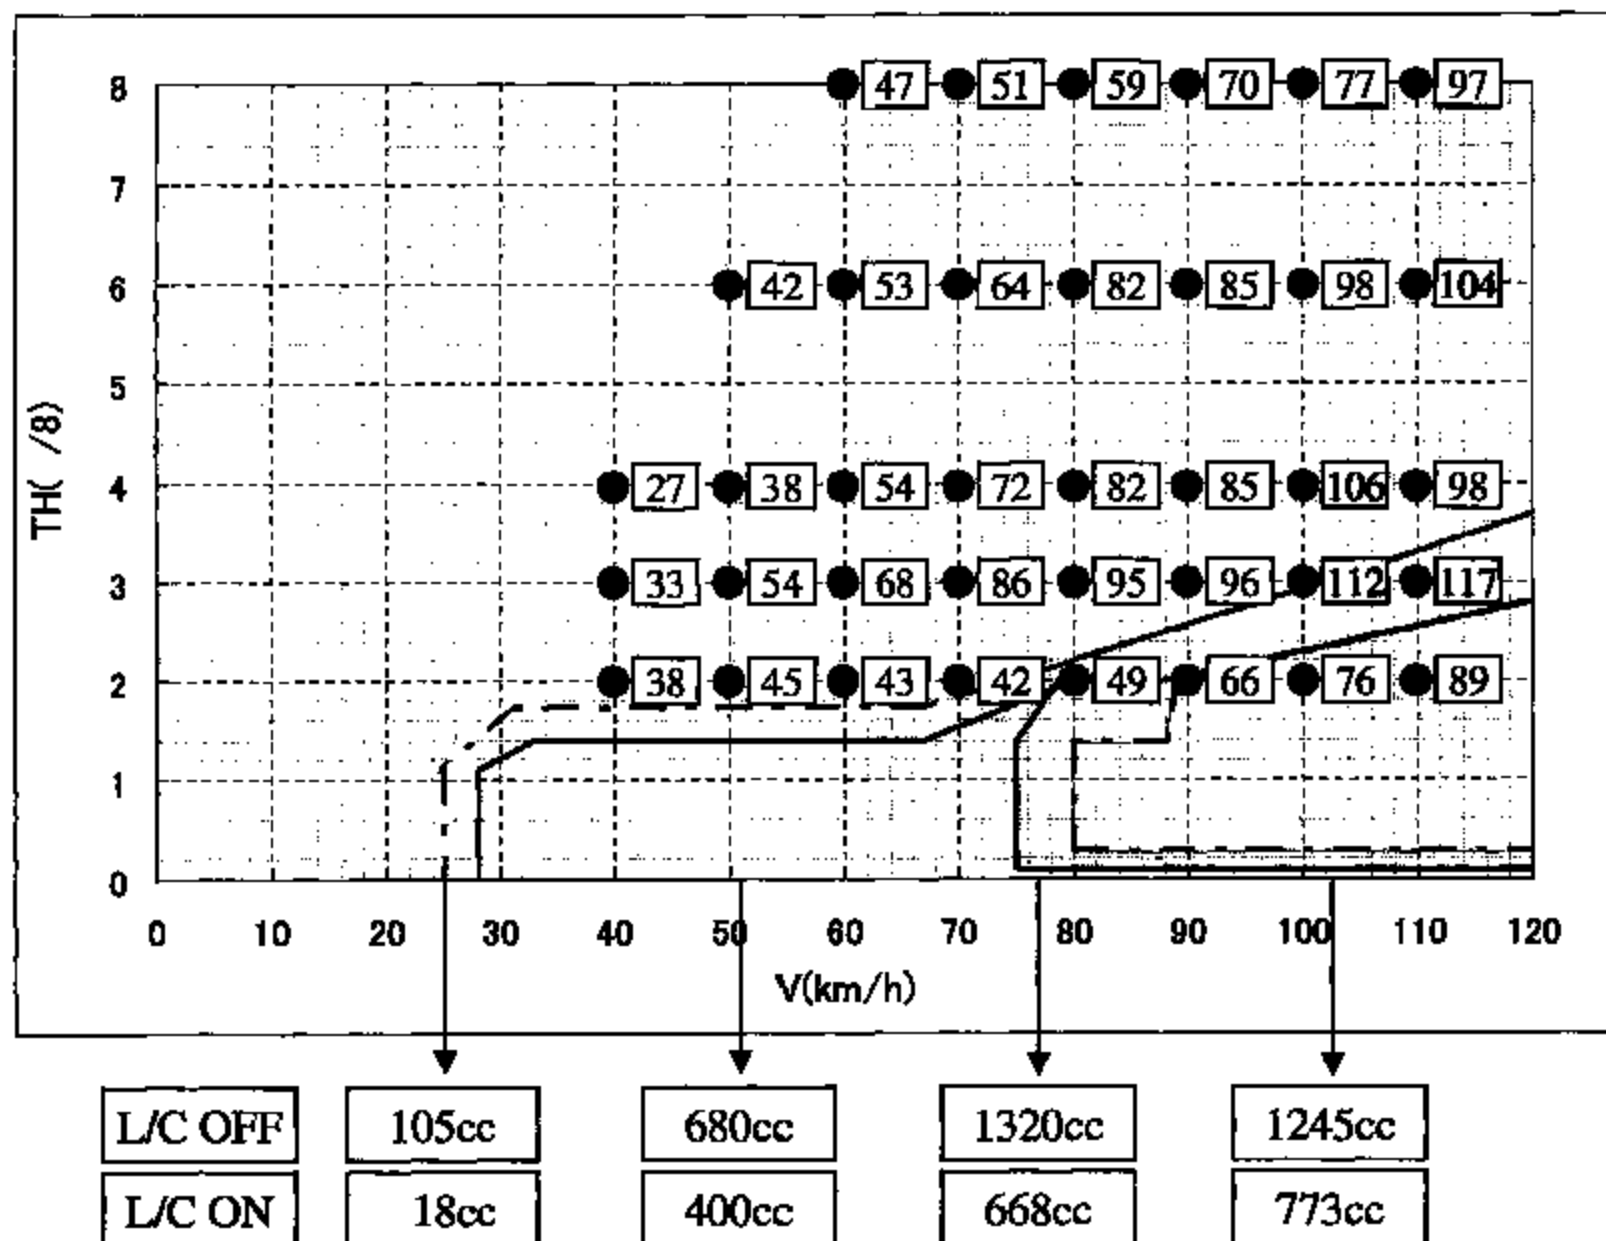 8 47 51 59 70 77 97
7
6 42 53 64 82 85 98 104
5
TH( /8)
4 27 38 54 72 82 85 106 98
3 33 54 68 86 95 96 112 117
2 38 45 43 42 49 66 76 89
1
0
0 10 20 30 40 50 60 70 80 90 100 110 120
V(km/h)
L/C OFF 105cc 680cc 1320cc 1245cc
L/C ON 18cc 400cc 668cc 773cc